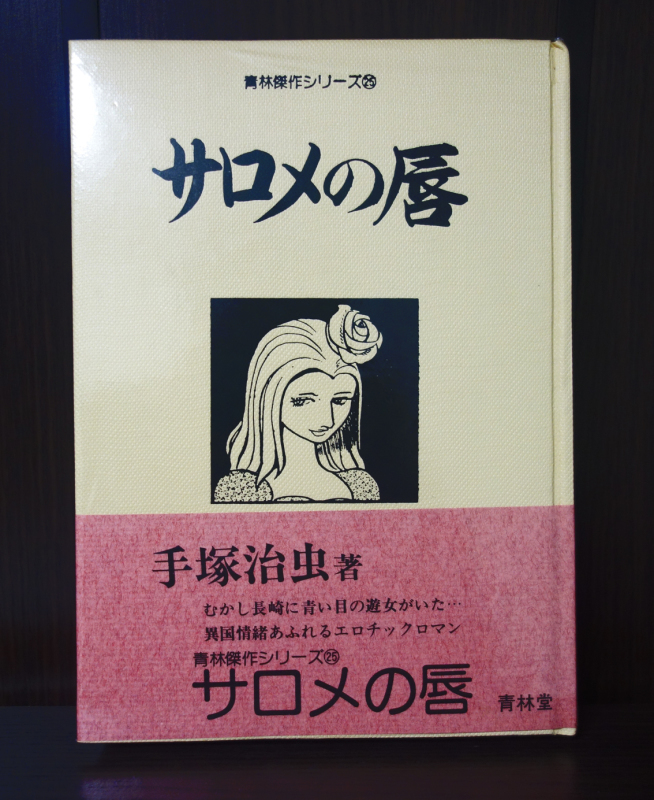 青林傑作シリーズ㉕
サロメの唇
手塚治虫著
むかし長崎に青い目の遊女がいた…
異国情緒あふれるエロチックロマン
青林傑作シリーズ㉕
サロメの唇
青林堂